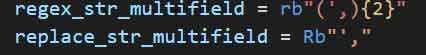 regex_str_multifield = rb"(',){2}"
replace_str_multifield = Rb"',"